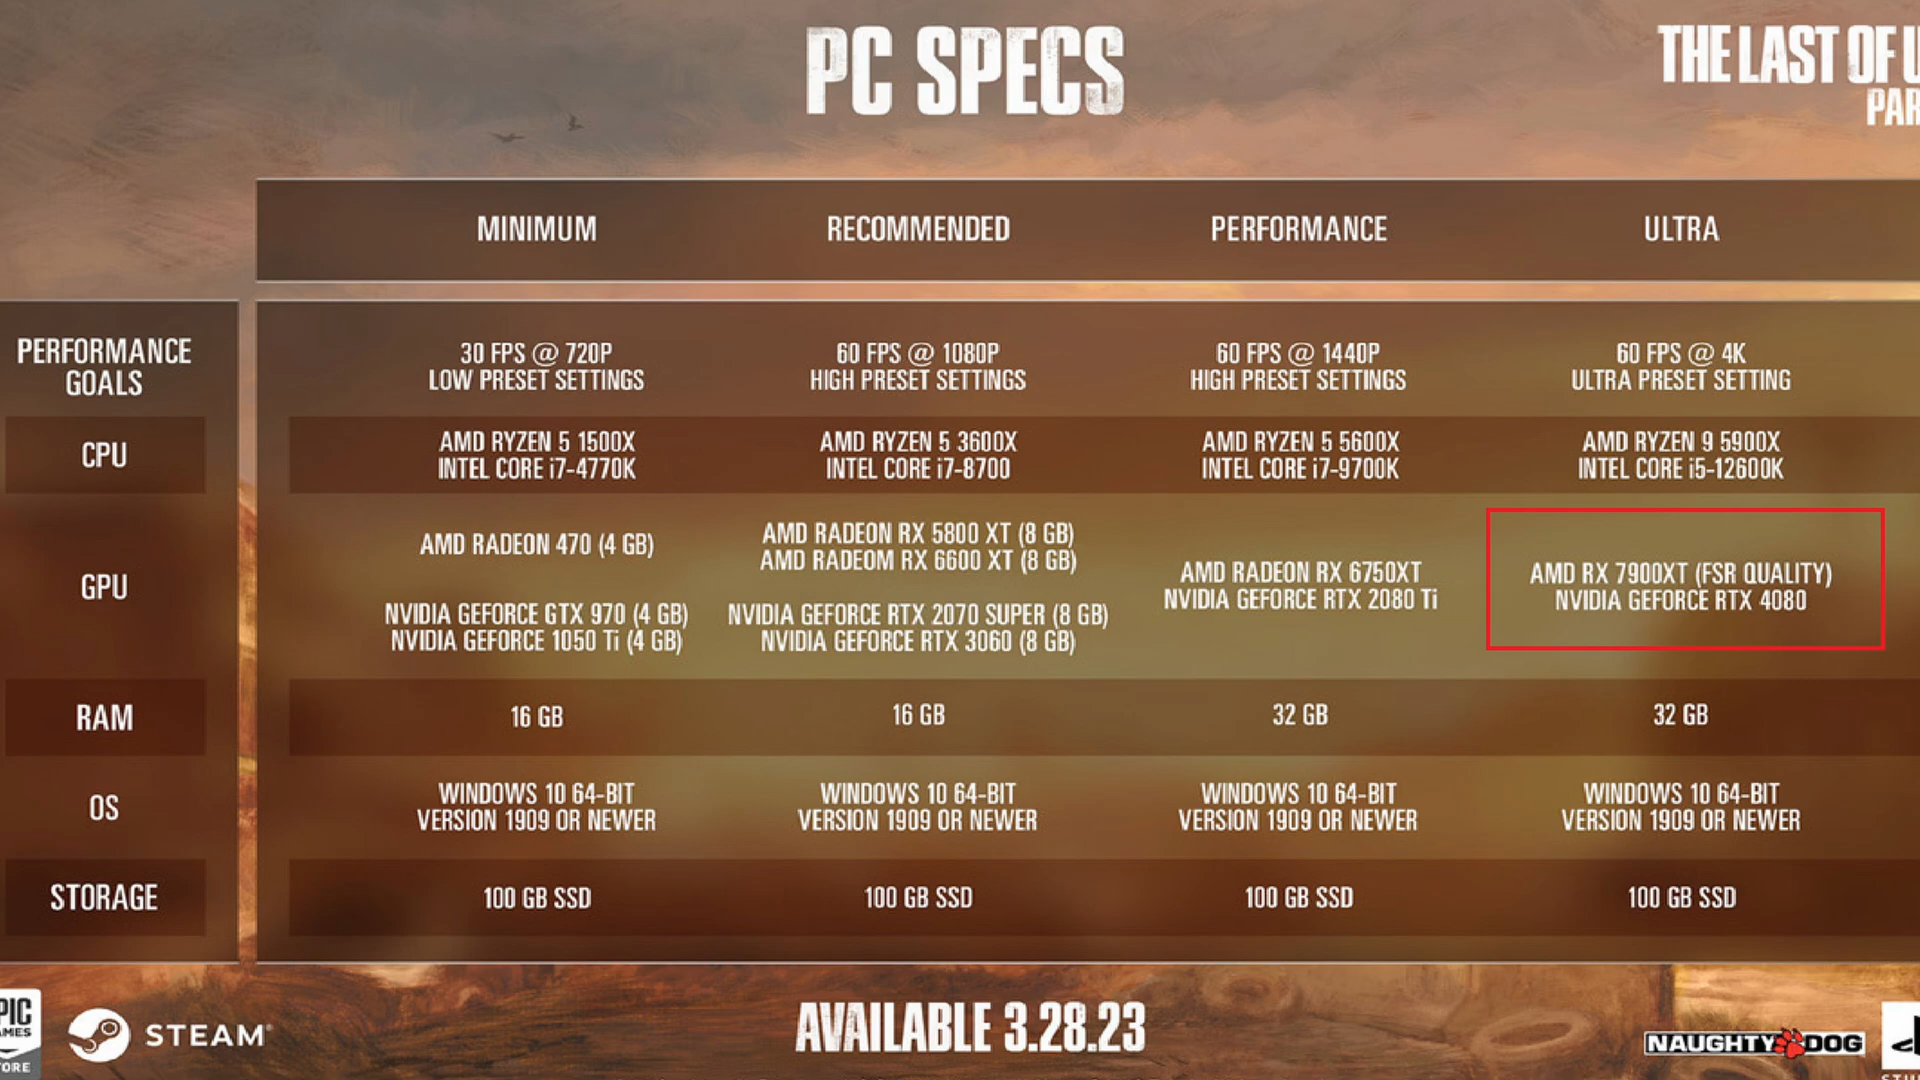 PC SPECS
THE LAST OF U
PAR
MINIMUM
RECOMMENDED
PERFORMANCE
ULTRA
PERFORMANCE
GOALS
30 FPS @ 720P
LOW PRESET SETTINGS
60 FPS @ 1080P
HIGH PRESET SETTINGS
60 FPS @ 1440P
HIGH PRESET SETTINGS
60 FPS @ 4K
ULTRA PRESET SETTING
CPU
AMD RYZEN 5 1500X
INTEL CORE i7-4770K
AMD RYZEN 5 3600X
INTEL CORE i7-8700
AMD RYZEN 5 5600X
INTEL CORE i7-9700K
AMD RYZEN 9 5900X
INTEL CORE i5-12600K
GPU
AMD RADEON 470 (4 GB)
NVIDIA GEFORCE GTX 970 (4 GB)
NVIDIA GEFORCE 1050 Ti (4 GB)
AMD RADEON RX 5800 XT (8 GB)
AMD RADEOM RX 6600 XT (8 GB)
NVIDIA GEFORCE RTX 2070 SUPER (8 GB)
NVIDIA GEFORCE RTX 3060 (8 GB)
AMD RADEON RX 6750XT
NVIDIA GEFORCE RTX 2080 Ti
AMD RX 7900XT (FSR QUALITY)
NVIDIA GEFORCE RTX 4080
RAM
16 GB
16 GB
32 GB
32 GB
OS
WINDOWS 10 64-BIT
VERSION 1909 OR NEWER
WINDOWS 10 64-BIT
VERSION 1909 OR NEWER
WINDOWS 10 64-BIT
VERSION 1909 OR NEWER
WINDOWS 10 64-BIT
VERSION 1909 OR NEWER
STORAGE
100 GB SSD
100 GB SSD
100 GB SSD
100 GB SSD
PIC
MES
ORE
STEAM
AVAILABLE 3.28.23
NAUGHTY DOG